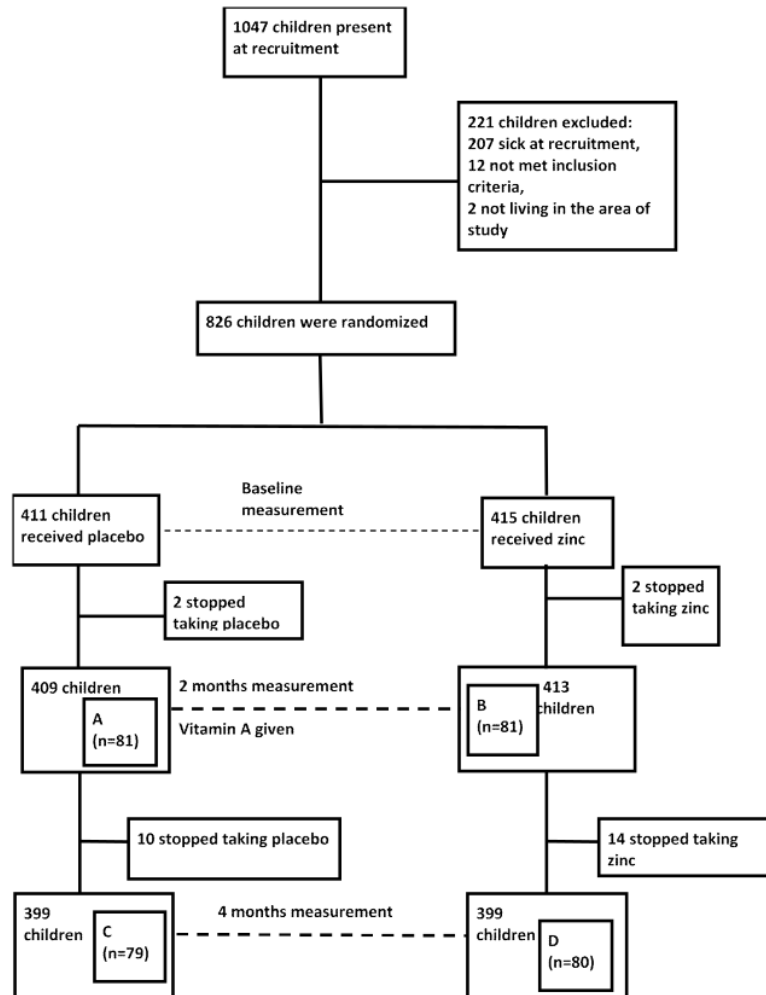 1047 children present
at recruitment
221 children excluded:
207 sick at recruitment,
12 not met inclusion
criteria,
2 not living in the area of
study
826 children were randomized
Baseline
measurement
411 children
received placebo
415 children
received zinc
2 stopped
taking placebo
2 stopped
taking zinc
409 children
A
(n=81)
2 months measurement
Vitamin A given
B
(n=81)
413
children
10 stopped taking placebo
14 stopped taking
zinc
399
children
C
(n=79)
4 months measurement
399
children
D
(n=80)